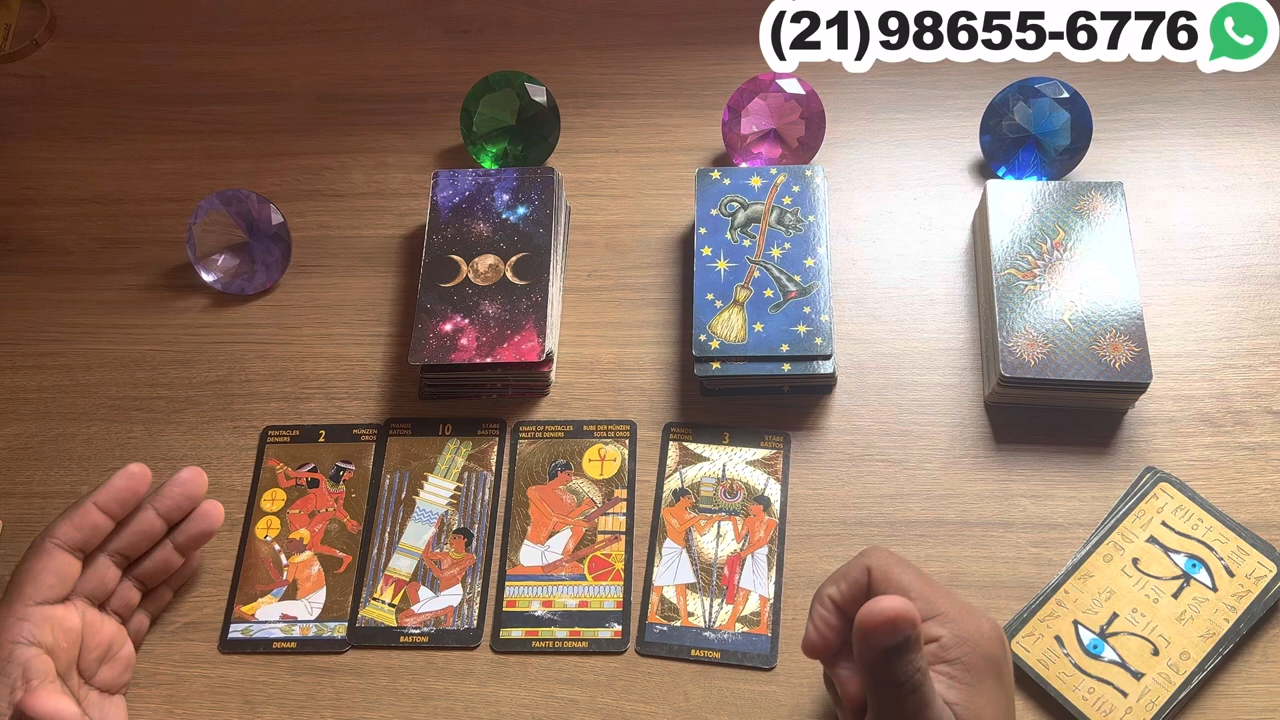 (21)98655-6776
PENTACLES
DENIERS
2
MÜNZEN
OROS
DENARI
WANDS
BATONS
10
STÄBE
BASTOS
BASTONI
KNAVE OF PENTACLES
VALET DE DENIERS
BUBE DER MÜNZEN
SOTA DE OROS
FANTE DI DENARI
WANDS
BATONS
3
STÄBE
BASTOS
BASTONI